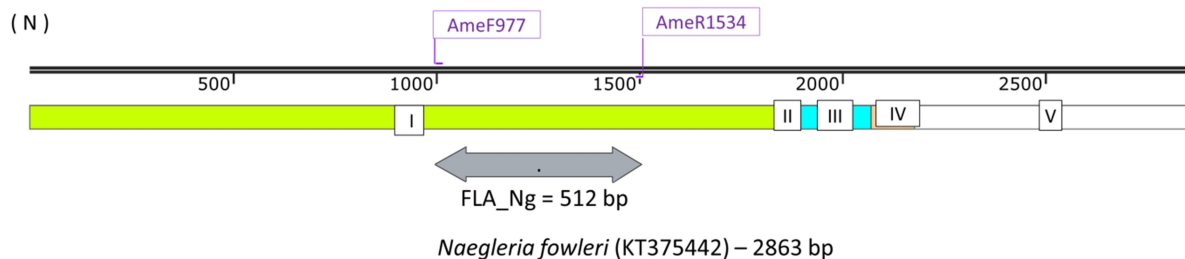 ( N )
AmeF977
AmeR1534
500 1000 1500 2000 2500
I II III IV V
FLA_Ng = 512 bp
Naegleria fowleri (KT375442) – 2863 bp